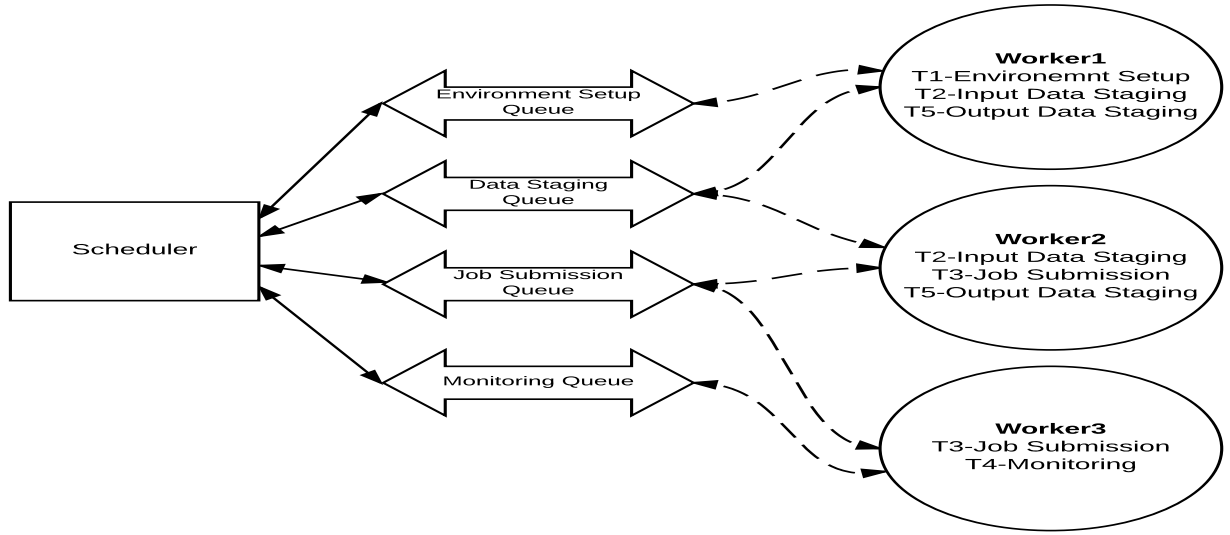 Scheduler
Environment Setup
Queue
Data Staging
Queue
Job Submission
Queue
Monitoring Queue
Worker1
T1-Environemnt Setup
T2-Input Data Staging
T5-Output Data Staging
Worker2
T2-Input Data Staging
T3-Job Submission
T5-Output Data Staging
Worker3
T3-Job Submission
T4-Monitoring